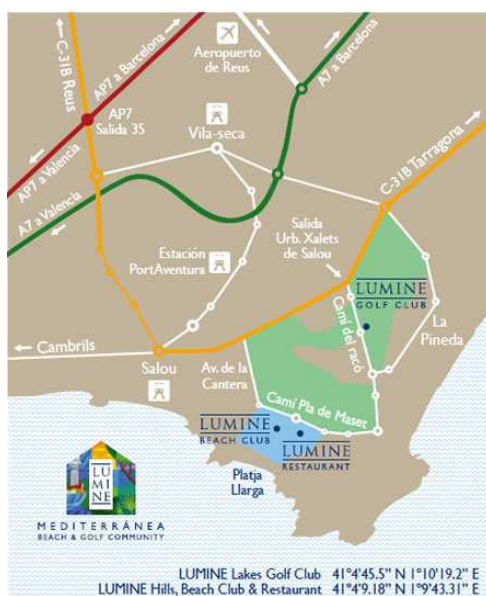 C-31B Reus
AP7 a Barcelona
Aeropuerto
de Reus
A7 a Barcelona
AP7
Salida 35
Vila-seca
AP7 a Valencia
A7 a Valencia
C-31B Tarragona
Salida
Urb. Xalets
de Salou
Estación
PortAventura
LUMINE
GOLF CLUB
Camí del racó
La
Pineda
Cambrils
Salou
Av. de la
Cantera
Camí Pla de Maset
LUMINE
BEACH CLUB
LUMINE
RESTAURANT
Platja
Llarga
LU
MI
NE
MEDITERRÁNEA
BEACH & GOLF COMMUNITY
LUMINE Lakes Golf Club 41°4'45.5" N 1°10'19.2" E
LUMINE Hills, Beach Club & Restaurant 41°4'9.18" N 1°9'43.31" E